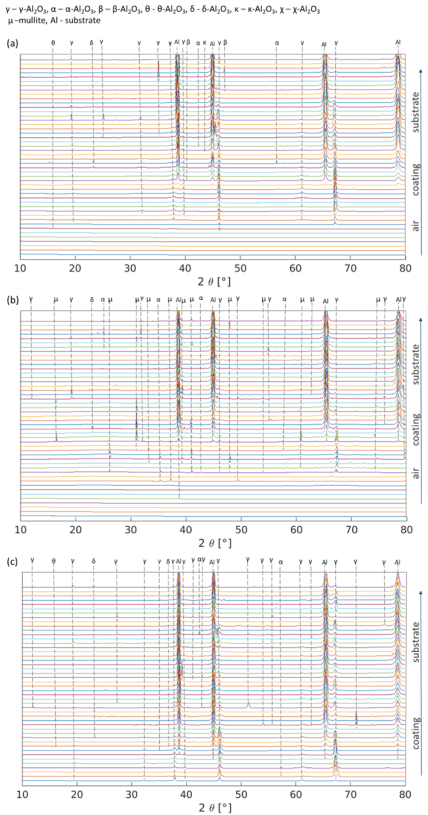 γ – γ-Al2O3, α – α-Al2O3, β – β-Al2O3, θ - θ-Al2O3, δ - δ-Al2O3, κ – κ-Al2O3, χ – χ-Al2O3
μ –mullite, Al - substrate
(a)
θ γ δ γ γ γ γ Al γ β α κ Al γ β α γ Al γ Al
substrate
coating
air
10 20 30 40 50 60 70 80
2 θ [°]
(b)
γ μ γ δ α μ μ γ μ α μ Al μ μ α Al γ μ γ μ γ α μ μ Al γ μ γ Al γ
substrate
coating
air
10 20 30 40 50 60 70 80
2 θ [°]
(c)
γ θ γ δ γ γ γ δ γ Al γ γ α γ Al γ γ γ γ α γ γ Al γ γ γ Al
substrate
coating
10 20 30 40 50 60 70 80
2 θ [°]